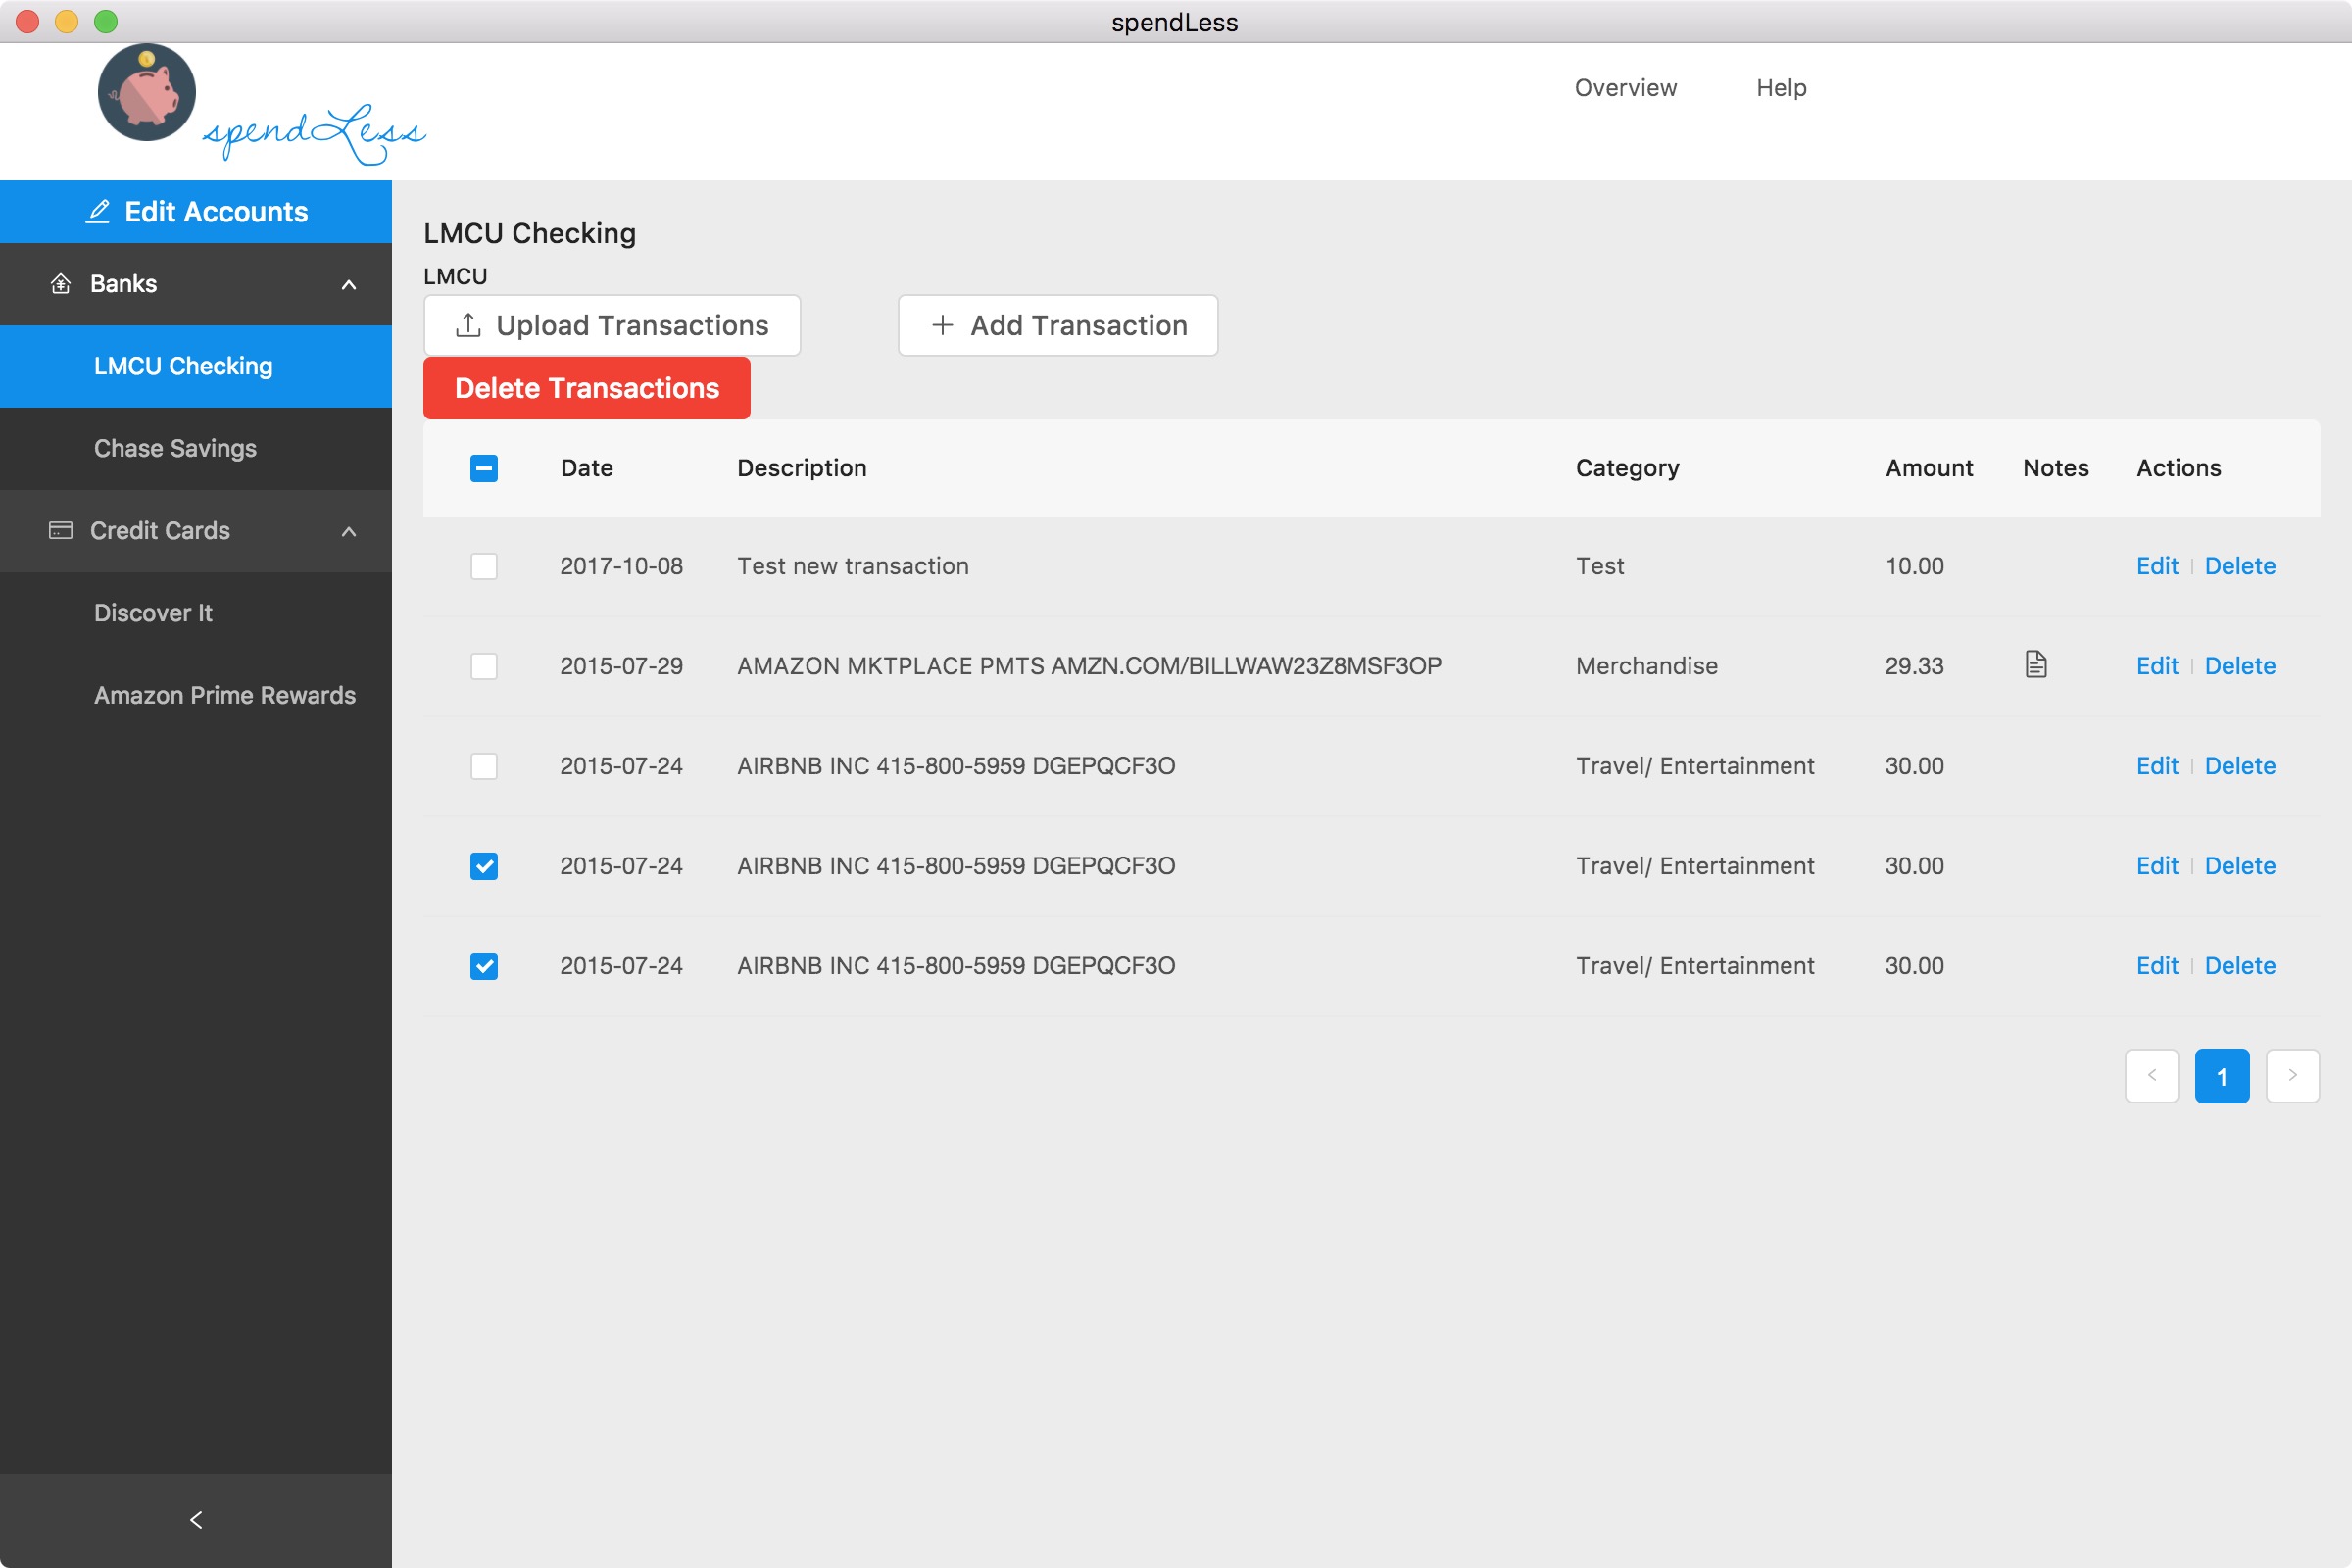 spendLess
spendLess
Overview Help
Edit Accounts
Banks
LMCU Checking
Chase Savings
Credit Cards
Discover It
Amazon Prime Rewards
LMCU Checking
LMCU
Upload Transactions Add Transaction
Delete Transactions
Date Description Category Amount Notes Actions
2017-10-08 Test new transaction Test 10.00 Edit Delete
2015-07-29 AMAZON MKTPLACE PMTS AMZN.COM/BILLWAW23Z8MSF3OP Merchandise 29.33 Edit Delete
2015-07-24 AIRBNB INC 415-800-5959 DGEPQCF3O Travel/ Entertainment 30.00 Edit Delete
2015-07-24 AIRBNB INC 415-800-5959 DGEPQCF3O Travel/ Entertainment 30.00 Edit Delete
2015-07-24 AIRBNB INC 415-800-5959 DGEPQCF3O Travel/ Entertainment 30.00 Edit Delete
1